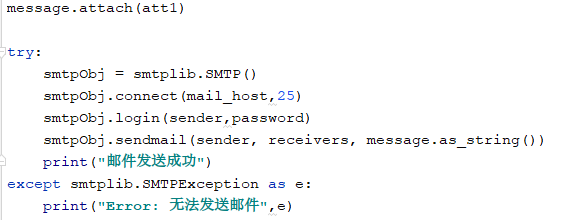 message.attach(att1)
try:
    smtpObj = smtplib.SMTP()
    smtpObj.connect(mail_host,25)
    smtpObj.login(sender,password)
    smtpObj.sendmail(sender, receivers, message.as_string())
    print("邮件发送成功")
except smtplib.SMTPException as e:
    print("Error: 无法发送邮件",e)